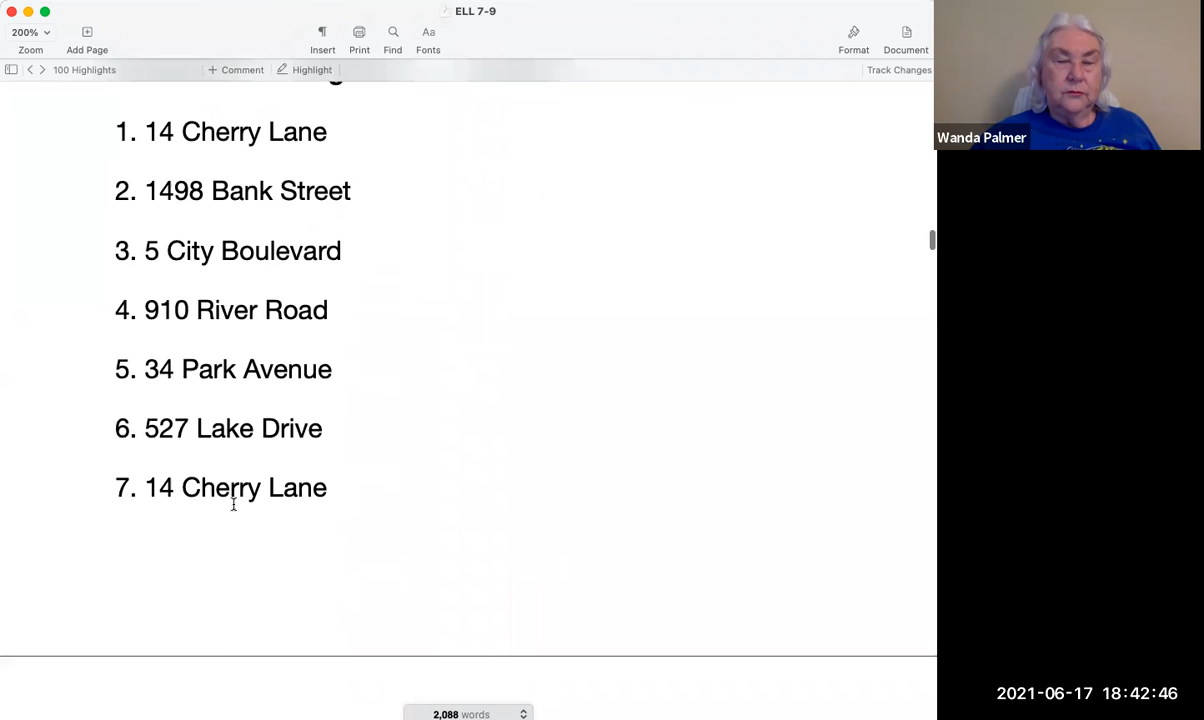 ELL 7-9
200%
Zoom
Add Page
Insert
Print
Find
Aa
Fonts
Format
Document
100 Highlights
Comment
Highlight
Track Changes
1. 14 Cherry Lane
2. 1498 Bank Street
3. 5 City Boulevard
4. 910 River Road
5. 34 Park Avenue
6. 527 Lake Drive
7. 14 Cherry Lane
2,088 words
Wanda Palmer
2021-06-17 18:42:46